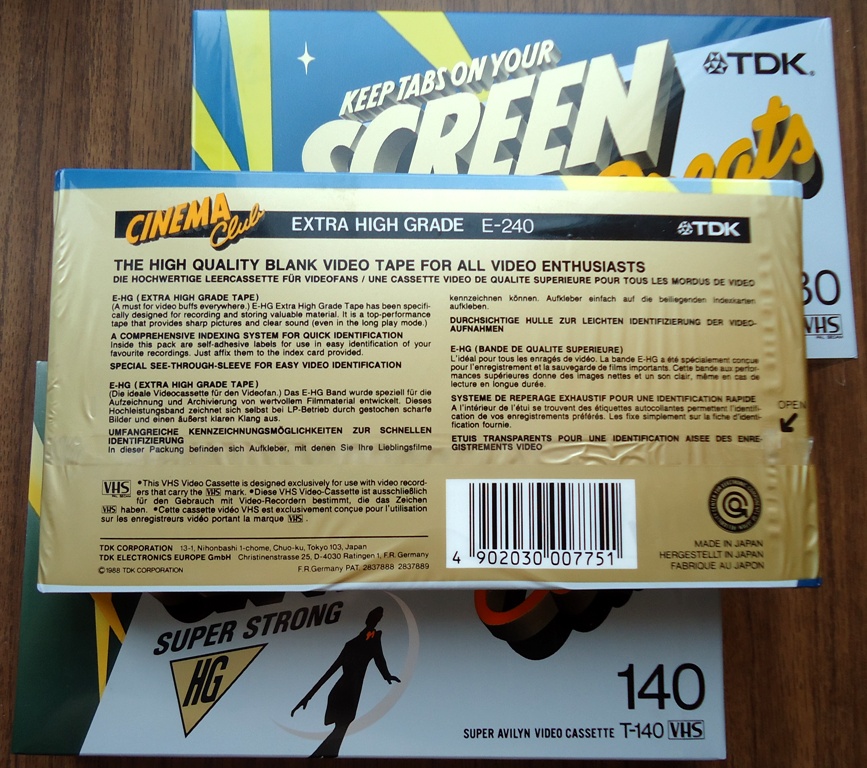 KEEP TABS ON YOUR
TDK.
SCREEN
Greats
CINEMA
Club
EXTRA HIGH GRADE E-240
TDK
THE HIGH QUALITY BLANK VIDEO TAPE FOR ALL VIDEO ENTHUSIASTS
DIE HOCHWERTIGE LEERCASSETTE FÜR VIDEOFANS / UNE CASSETTE VIDEO DE QUALITE SUPERIEURE POUR TOUS LES MORDUS DE VIDEO
E-HG (EXTRA HIGH GRADE TAPE)
(A must for video buffs everywhere.) E-HG Extra High Grade Tape has been specifi-
cally designed for recording and storing valuable material. It is a top-performance
tape that provides sharp pictures and clear sound (even in the long play mode.)
A COMPREHENSIVE INDEXING SYSTEM FOR QUICK IDENTIFICATION
Inside this pack are self-adhesive labels for use in easy identification of your
favourite recordings. Just affix them to the index card provided.
SPECIAL SEE-THROUGH-SLEEVE FOR EASY VIDEO IDENTIFICATION
E-HG (EXTRA HIGH GRADE TAPE)
(Die ideale Videocassette für den Videofan.) Das E-HG Band wurde speziell für die
Aufzeichnung und Archivierung von wertvollem Filmmaterial entwickelt. Dieses
Hochleistungsband zeichnet sich selbst bei LP-Betrieb durch gestochen scharfe
Bilder und einen äußerst klaren Klang aus.
UMFANGREICHE KENNZEICHNUNGSMÖGLICHKEITEN ZUR SCHNELLEN
IDENTIFIZIERUNG
In dieser Packung befinden sich Aufkleber, mit denen Sie Ihre Lieblingsfilme
kennzeichnen können. Aufkleber einfach auf die beiliegenden Indexkarten
aufkleben.
DURCHSICHTIGE HULLE ZUR LEICHTEN IDENTIFIZIERUNG DER VIDEO-
AUFNAHMEN
E-HG (BANDE DE QUALITE SUPERIEURE)
L'idéal pour tous les enragés de vidéo. La bande E-HG a été spécialement conçue
pour l'enregistrement et la sauvegarde de films importants. Cette bande aux perfor-
mances supérieures donne des images nettes et un son clair, même en cas de
lecture en longue durée.
SYSTEME DE REPERAGE EXHAUSTIF POUR UNE IDENTIFICATION RAPIDE
A l'intérieur de l'étui se trouvent des étiquettes autocollantes permettant l'identifi-
cation de vos enregistrements préférés. Les fixe simplement sur la fiche d'identi-
fication fournie.
ETUIS TRANSPARENTS POUR UNE IDENTIFICATION AISEE DES ENRE-
GISTREMENTS VIDEO
OPEN
80
VHS
VHS •This VHS Video Cassette is designed exclusively for use with video record-
ers that carry the VHS mark. •Diese VHS Video-Cassette ist ausschließlich
für den Gebrauch mit Video-Recordern bestimmt, die das Zeichen
VHS haben. •Cette cassette vidéo VHS est exclusivement conçue pour l'utilisation
sur les enregistreurs vidéo portant la marque VHS.
TDK CORPORATION 13-1, Nihonbashi 1-chome, Chuo-ku, Tokyo 103, Japan
TDK ELECTRONICS EUROPE GmbH Christinenstrasse 25, D-4030 Ratingen 1, F.R. Germany
©1988 TDK CORPORATION F.R.Germany PAT. 2837888 2837889
4 902030 007751
MADE IN JAPAN
HERGESTELLT IN JAPAN
FABRIQUE AU JAPON
SUPER STRONG
HG
140
SUPER AVILYN VIDEO CASSETTE T-140 VHS